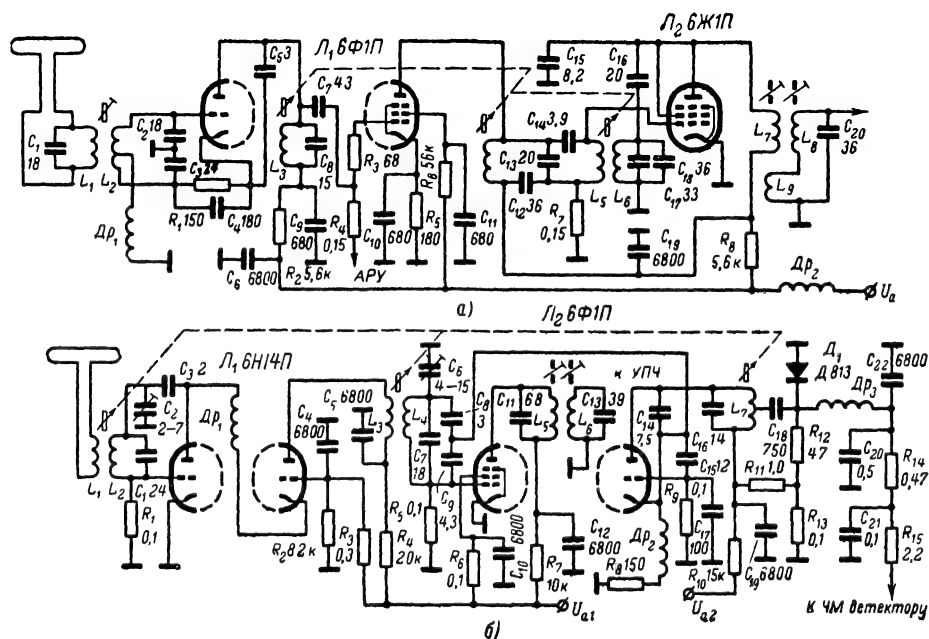 Л₁ 6Ф1П
Л₂ 6Ж1П
C₅ 3
C₇ 43
C₁₅
8,2
C₁₆
20
C₁
18
L₁
L₂
C₂ 18
C₃ 24
R₁ 150
C₄ 180
Др₁
C₆ 6800
L₃
C₈
15
C₉
680
R₂ 5,6к
R₃ 68
R₄
0,15
АРУ
C₁₀
680
R₅
180
R₆ 56к
C₁₁
680
C₁₄ 3,9
C₁₃ 20
C₁₂ 36
R₇
0,15
L₅
L₆
C₁₈ 36
C₁₇ 33
C₁₉
6800
L₇
L₈
L₉
C₂₀
36
R₈
5,6к
Др₂
Uₐ
а)
Л₂ 6Ф1П
Л₁ 6Н14П
C₃ 2
C₂
2–7
L₁
L₂
C₁ 24
R₁
0,1
Др₁
R₂ 82к
C₄
6800
C₅ 6800
L₃
R₃
0,3
R₄
20к
R₅ 0,1
L₄
C₆
4–15
C₇
18
C₈
3
C₉
4,3
R₆
0,1
C₁₀
6800
C₁₁ 68
L₅
L₆
C₁₃ 39
C₁₂
6800
R₇
10к
Uₐ₁
к УПЧ
C₁₄
7,5
C₁₆ 14
C₁₅ 12
R₉
0,1
C₁₇
100
Др₂
R₈ 150
R₁₀ 15к
Uₐ₂
L₇
C₁₈
750
R₁₁ 1,0
C₁₉ 6800
Д₁
Д813
Др₃
R₁₂
47
R₁₃
0,1
C₂₂
6800
C₂₀
0,5
R₁₄
0,47
C₂₁
0,1
R₁₅
2,2
К ЧМ детектору
б)